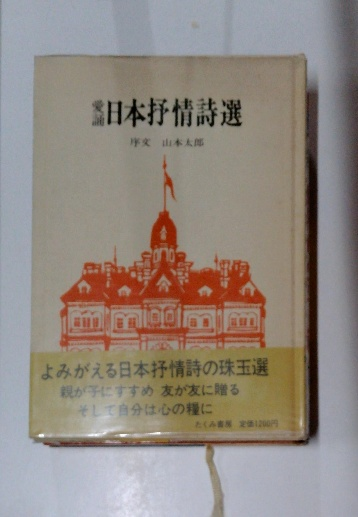 愛誦日本抒情詩選
序文 山本太郎
よみがえる日本抒情詩の珠玉選
親が子にすすめ 友が友に贈る
そして自分は心の糧に
たくみ書房 定価1200円